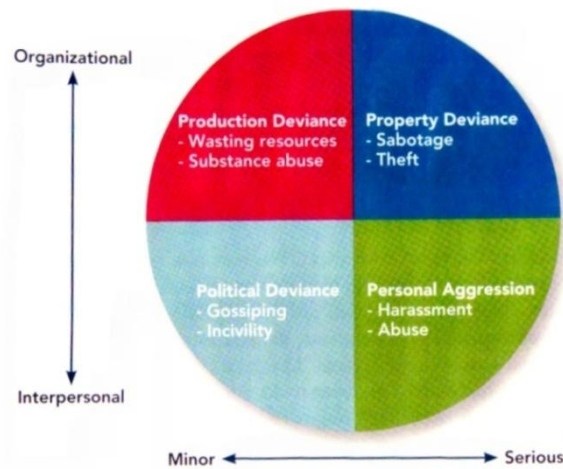 Organizational
Production Deviance
- Wasting resources
- Substance abuse
Property Deviance
- Sabotage
- Theft
Political Deviance
- Gossiping
- Incivility
Personal Aggression
- Harassment
- Abuse
Interpersonal
Minor
Serious